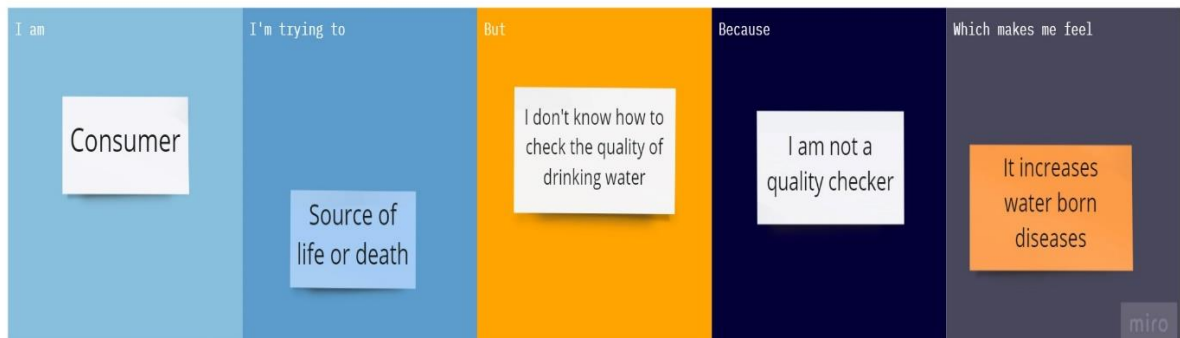 I am
Consumer
I'm trying to
Source of
life or death
But
I don't know how to
check the quality of
drinking water
Because
I am not a
quality checker
Which makes me feel
It increases
water born
diseases
miro